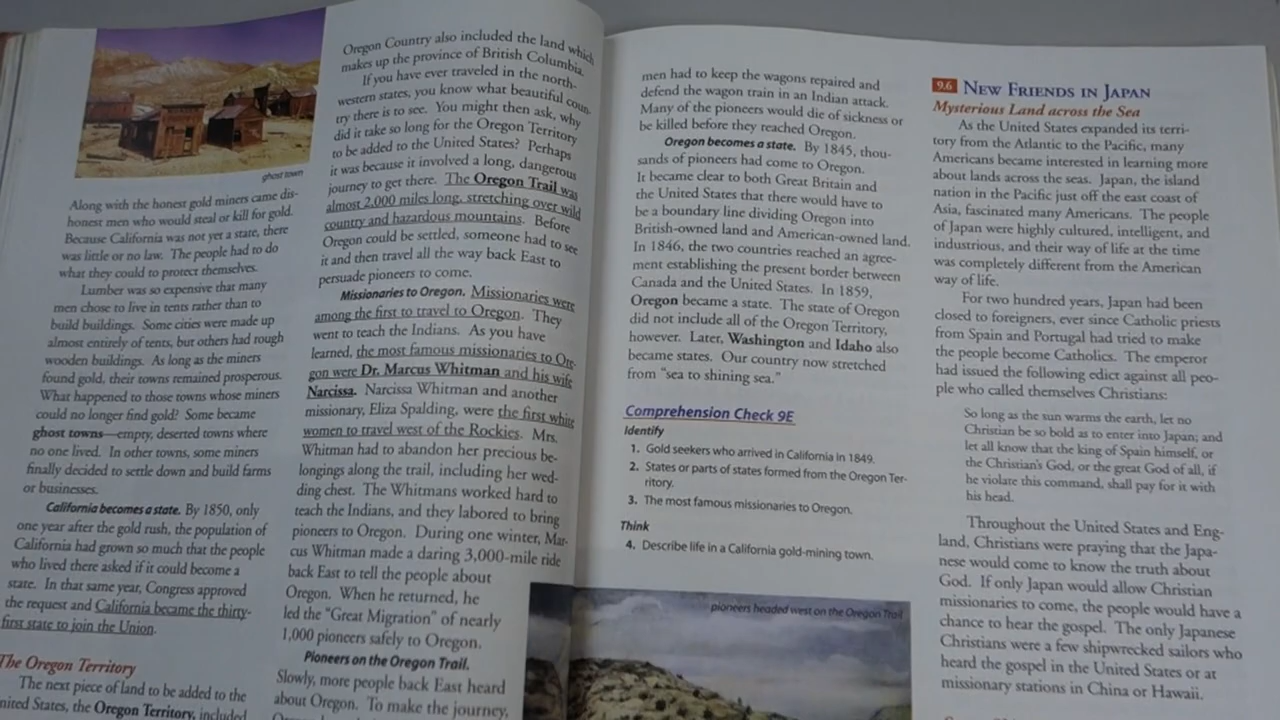 ghost town
Along with the honest gold miners came dis-
honest men who would steal or kill for gold.
Because California was not yet a state, there
was little or no law. The people had to do
what they could to protect themselves.
Lumber was so expensive that many
men chose to live in tents rather than to
build buildings. Some cities were made up
almost entirely of tents, but others had rough
wooden buildings. As long as the miners
found gold, their towns remained prosperous.
What happened to those towns whose miners
could no longer find gold? Some became
ghost towns—empty, deserted towns where
no one lived. In other towns, some miners
finally decided to settle down and build farms
or businesses.
California becomes a state. By 1850, only
one year after the gold rush, the population of
California had grown so much that the people
who lived there asked if it could become a
state. In that same year, Congress approved
the request and California became the thirty-
first state to join the Union.
The Oregon Territory
The next piece of land to be added to the
United States, the Oregon Territory, included
Oregon Country also included the land which
makes up the province of British Columbia.
If you have ever traveled in the north-
western states, you know what beautiful coun-
try there is to see. You might then ask, why
did it take so long for the Oregon Territory
to be added to the United States? Perhaps
it was because it involved a long, dangerous
journey to get there. The Oregon Trail was
almost 2,000 miles long, stretching over wild
country and hazardous mountains. Before
Oregon could be settled, someone had to see
it and then travel all the way back East to
persuade pioneers to come.
Missionaries to Oregon. Missionaries were
among the first to travel to Oregon. They
went to teach the Indians. As you have
learned, the most famous missionaries to Ore-
gon were Dr. Marcus Whitman and his wife
Narcissa. Narcissa Whitman and another
missionary, Eliza Spalding, were the first white
women to travel west of the Rockies. Mrs.
Whitman had to abandon her precious be-
longings along the trail, including her wed-
ding chest. The Whitmans worked hard to
teach the Indians, and they labored to bring
pioneers to Oregon. During one winter, Mar-
cus Whitman made a daring 3,000-mile ride
back East to tell the people about
Oregon. When he returned, he
led the "Great Migration" of nearly
1,000 pioneers safely to Oregon.
Pioneers on the Oregon Trail.
Slowly, more people back East heard
about Oregon. To make the journey,
men had to keep the wagons repaired and
defend the wagon train in an Indian attack.
Many of the pioneers would die of sickness or
be killed before they reached Oregon.
Oregon becomes a state. By 1845, thou-
sands of pioneers had come to Oregon.
It became clear to both Great Britain and
the United States that there would have to
be a boundary line dividing Oregon into
British-owned land and American-owned land.
In 1846, the two countries reached an agree-
ment establishing the present border between
Canada and the United States. In 1859,
Oregon became a state. The state of Oregon
did not include all of the Oregon Territory,
however. Later, Washington and Idaho also
became states. Our country now stretched
from "sea to shining sea."
Comprehension Check 9E
Identify
1. Gold seekers who arrived in California in 1849.
2. States or parts of states formed from the Oregon Ter-
ritory.
3. The most famous missionaries to Oregon.
Think
4. Describe life in a California gold-mining town.
pioneers headed west on the Oregon Trail
9.6 NEW FRIENDS IN JAPAN
Mysterious Land across the Sea
As the United States expanded its terri-
tory from the Atlantic to the Pacific, many
Americans became interested in learning more
about lands across the seas. Japan, the island
nation in the Pacific just off the east coast of
Asia, fascinated many Americans. The people
of Japan were highly cultured, intelligent, and
industrious, and their way of life at the time
was completely different from the American
way of life.
For two hundred years, Japan had been
closed to foreigners, ever since Catholic priests
from Spain and Portugal had tried to make
the people become Catholics. The emperor
had issued the following edict against all peo-
ple who called themselves Christians:
So long as the sun warms the earth, let no
Christian be so bold as to enter into Japan; and
let all know that the king of Spain himself, or
the Christian's God, or the great God of all, if
he violate this command, shall pay for it with
his head.
Throughout the United States and Eng-
land, Christians were praying that the Japa-
nese would come to know the truth about
God. If only Japan would allow Christian
missionaries to come, the people would have a
chance to hear the gospel. The only Japanese
Christians were a few shipwrecked sailors who
heard the gospel in the United States or at
missionary stations in China or Hawaii.